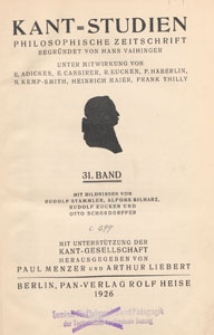 KANT=STUDIEN
PHILOSOPHISCHE ZEITSCHRIFT
BEGRÜNDET VON HANS VAIHINGER
UNTER MITWIRKUNG VON
E. ADICKES, E. CASSIRER, R. EUCKEN, P. HÄBERLIN,
N. KEMP-SMITH, HEINRICH MAIER, FRANK THILLY
31. BAND
MIT BILDNISSEN VON
RUDOLF STAMMLER, ALFONS BILHARZ,
RUDOLF EUCKEN UND
OTTO SCHÖNDÖRFFER
MIT UNTERSTÜTZUNG DER
KANT-GESELLSCHAFT
HERAUSGEGEBEN VON
PAUL MENZER UND ARTHUR LIEBERT
BERLIN, PAN-VERLAG ROLF HEISE
1926